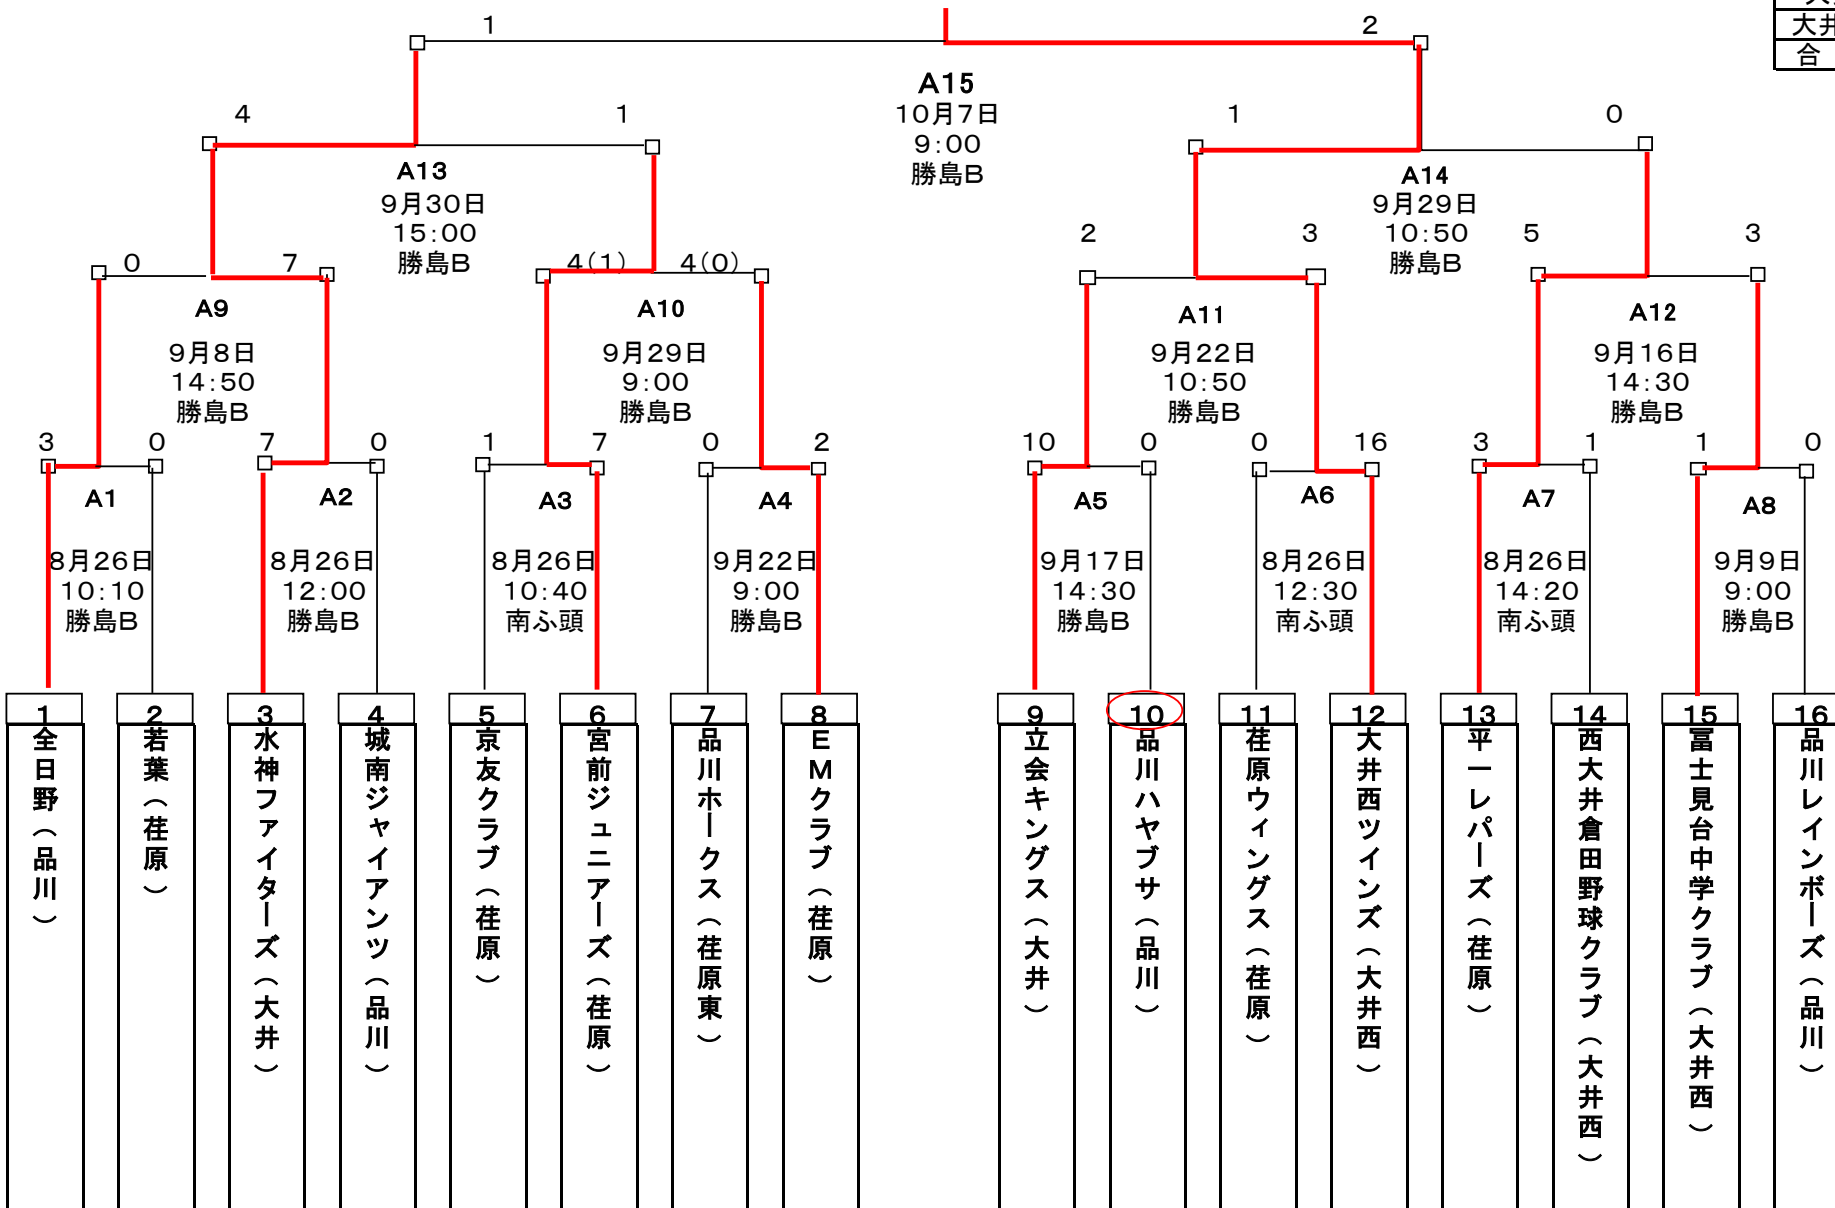 大井
合
1
2
A15
10月7日
9:00
勝島B
4
1
1
0
A13
9月30日
15:00
勝島B
A14
9月29日
10:50
勝島B
0
7
4(1)
4(0)
2
3
5
3
A9
9月8日
14:50
勝島B
A10
9月29日
9:00
勝島B
A11
9月22日
10:50
勝島B
A12
9月16日
14:30
勝島B
3
0
7
0
1
7
0
2
10
0
0
16
3
1
1
0
A1
8月26日
10:10
勝島B
A2
8月26日
12:00
勝島B
A3
8月26日
10:40
南ふ頭
A4
9月22日
9:00
勝島B
A5
9月17日
14:30
勝島B
A6
8月26日
12:30
南ふ頭
A7
8月26日
14:20
南ふ頭
A8
9月9日
9:00
勝島B
1
全日野(品川)
2
若葉(荏原)
3
水神ファイターズ(大井)
4
城南ジャイアンツ(品川)
5
京友クラブ(荏原)
6
宮前ジュニアーズ(荏原)
7
品川ホークス(荏原東)
8
EMクラブ(荏原)
9
立会キングス(大井)
10
品川ハヤブサ(品川)
11
荏原ウィングス(荏原)
12
大井西ツインズ(大井西)
13
平一レパーズ(荏原)
14
西大井倉田野球クラブ(大井西)
15
冨士見台中学クラブ(大井西)
16
品川レインボーズ(品川)